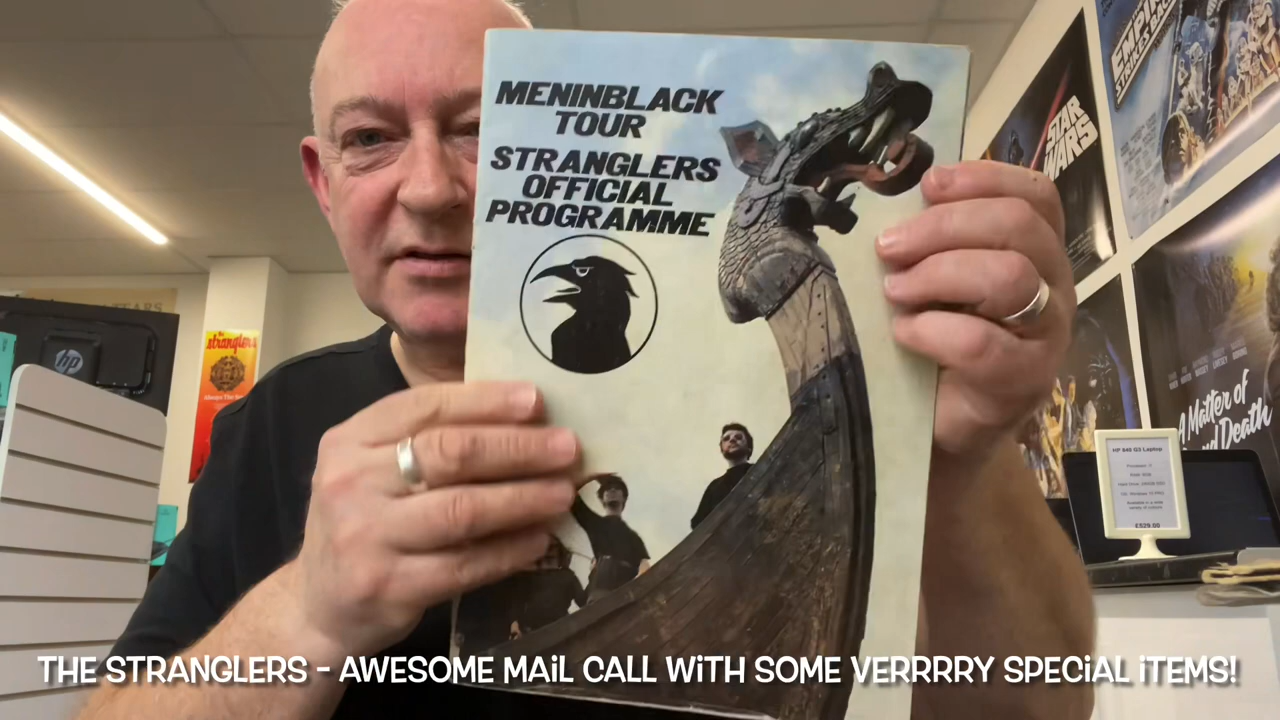 MENINBLACK
TOUR
STRANGLERS
OFFICIAL
PROGRAMME
EMPIRE
STRIKES BACK
STAR
WARS
hp
stranglers
A Matter of
and Death
HP 840 G3 Laptop
£529.00
THE STRANGLERS - AWESOME MAiL CALL WiTH SOME VERRRRY SPECiAL iTEMS!